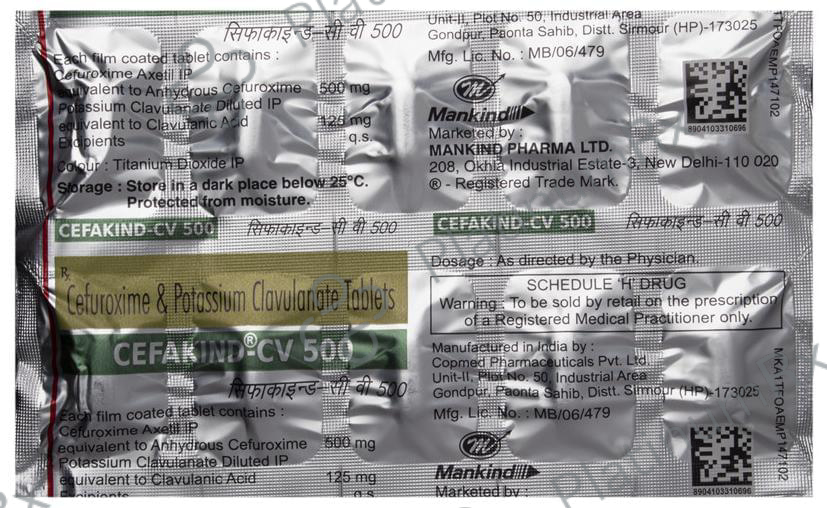 सिफाकाइन्ड–सी वी 500
Each film coated tablet contains :
Cefuroxime Axetil IP
equivalent to Anhydrous Cefuroxime 500 mg
Potassium Clavulanate Diluted IP
equivalent to Clavulanic Acid 125 mg
Excipients q.s.
Colour : Titanium Dioxide IP
Storage : Store in a dark place below 25°C.
Protected from moisture.
CEFAKIND-CV 500 सिफाकाइन्ड–सी वी 500
Rx
Cefuroxime & Potassium Clavulanate Tablets
CEFAKIND®-CV 500
सिफाकाइन्ड–सी वी 500
Each film coated tablet contains :
Cefuroxime Axetil IP
equivalent to Anhydrous Cefuroxime 500 mg
Potassium Clavulanate Diluted IP
equivalent to Clavulanic Acid 125 mg
Excipients q.s.
Unit-II, Plot No. 50, Industrial Area
Gondpur, Paonta Sahib, Distt. Sirmour (HP)-173025
Mfg. Lic. No. : MB/06/479
Mankind
Marketed by :
MANKIND PHARMA LTD.
208, Okhla Industrial Estate-3, New Delhi-110 020
® - Registered Trade Mark.
8904103310696
CEFAKIND-CV 500 सिफाकाइन्ड–सी वी 500
Dosage : As directed by the Physician.
SCHEDULE 'H' DRUG
Warning : To be sold by retail on the prescription
of a Registered Medical Practitioner only.
Manufactured in India by :
Copmed Pharmaceuticals Pvt. Ltd.
Unit-II, Plot No. 50, Industrial Area
Gondpur, Paonta Sahib, Distt. Sirmour (HP)-173025
Mfg. Lic. No. : MB/06/479
Mankind
Marketed by :
8904103310696